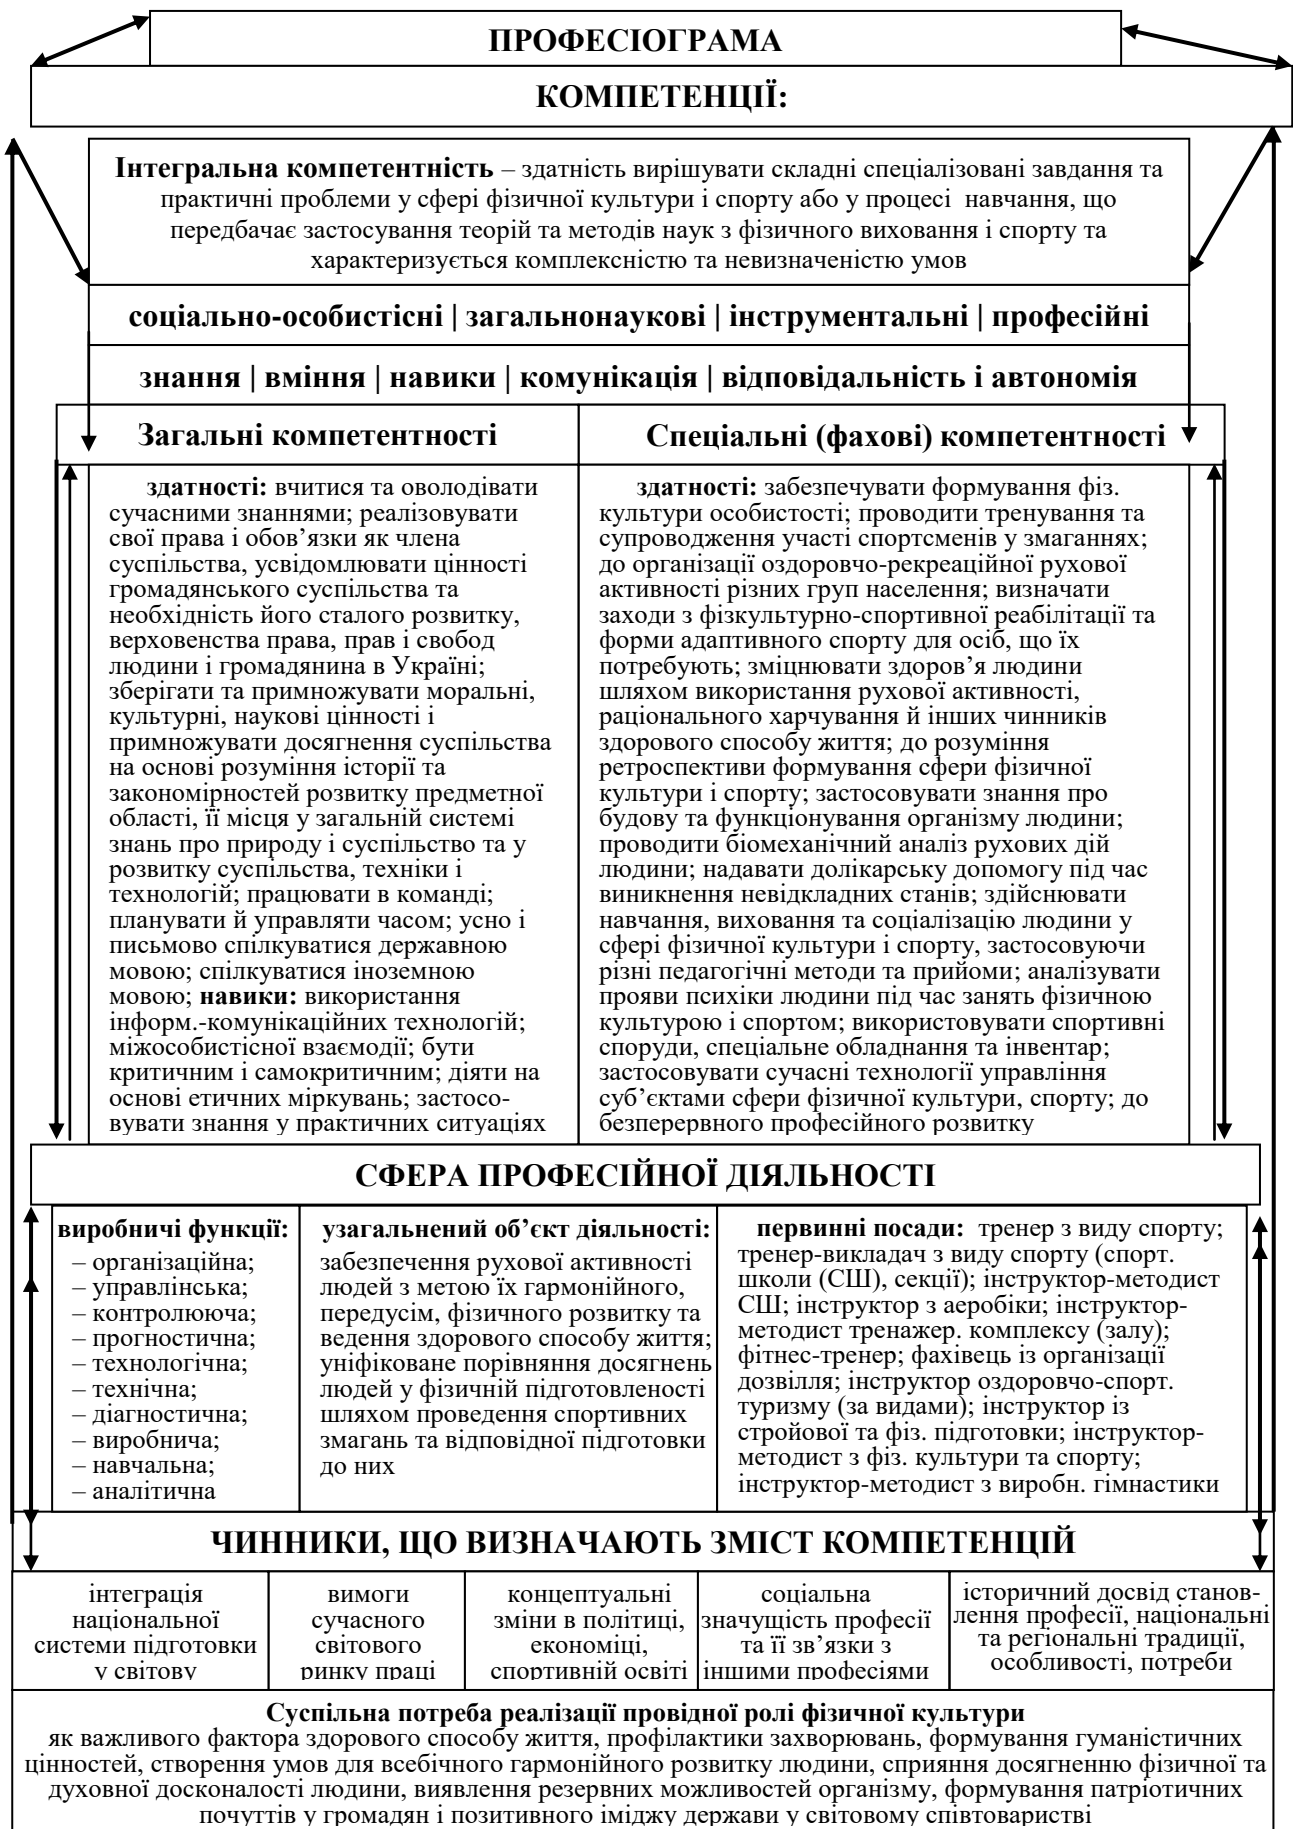 ПРОФЕСІОГРАМА
КОМПЕТЕНЦІЇ:
Інтегральна компетентність – здатність вирішувати складні спеціалізовані завдання та
практичні проблеми у сфері фізичної культури і спорту або у процесі навчання, що
передбачає застосування теорій та методів наук з фізичного виховання і спорту та
характеризується комплексністю та невизначеністю умов
соціально-особистісні | загальнонаукові | інструментальні | професійні
знання | вміння | навики | комунікація | відповідальність і автономія
Загальні компетентності
здатності: вчитися та оволодівати
сучасними знаннями; реалізовувати
свої права і обов’язки як члена
суспільства, усвідомлювати цінності
громадянського суспільства та
необхідність його сталого розвитку,
верховенства права, прав і свобод
людини і громадянина в Україні;
зберігати та примножувати моральні,
культурні, наукові цінності і
примножувати досягнення суспільства
на основі розуміння історії та
закономірностей розвитку предметної
області, її місця у загальній системі
знань про природу і суспільство та у
розвитку суспільства, техніки і
технологій; працювати в команді;
планувати й управляти часом; усно і
письмово спілкуватися державною
мовою; спілкуватися іноземною
мовою; навики: використання
інформ.-комунікаційних технологій;
міжособистісної взаємодії; бути
критичним і самокритичним; діяти на
основі етичних міркувань; застосо-
вувати знання у практичних ситуаціях
Спеціальні (фахові) компетентності
здатності: забезпечувати формування фіз.
культури особистості; проводити тренування та
супроводження участі спортсменів у змаганнях;
до організації оздоровчо-рекреаційної рухової
активності різних груп населення; визначати
заходи з фізкультурно-спортивної реабілітації та
форми адаптивного спорту для осіб, що їх
потребують; зміцнювати здоров’я людини
шляхом використання рухової активності,
раціонального харчування й інших чинників
здорового способу життя; до розуміння
ретроспективи формування сфери фізичної
культури і спорту; застосовувати знання про
будову та функціонування організму людини;
проводити біомеханічний аналіз рухових дій
людини; надавати долікарську допомогу під час
виникнення невідкладних станів; здійснювати
навчання, виховання та соціалізацію людини у
сфері фізичної культури і спорту, застосовуючи
різні педагогічні методи та прийоми; аналізувати
прояви психіки людини під час занять фізичною
культурою і спортом; використовувати спортивні
споруди, спеціальне обладнання та інвентар;
застосовувати сучасні технології управління
суб’єктами сфери фізичної культури, спорту; до
безперервного професійного розвитку
СФЕРА ПРОФЕСІЙНОЇ ДІЯЛЬНОСТІ
виробничі функції:
– організаційна;
– управлінська;
– контролююча;
– прогностична;
– технологічна;
– технічна;
– діагностична;
– виробнича;
– навчальна;
– аналітична
узагальнений об’єкт діяльності:
забезпечення рухової активності
людей з метою їх гармонійного,
передусім, фізичного розвитку та
ведення здорового способу життя;
уніфіковане порівняння досягнень
людей у фізичній підготовленості
шляхом проведення спортивних
змагань та відповідної підготовки
до них
первинні посади: тренер з виду спорту;
тренер-викладач з виду спорту (спорт.
школи (СШ), секції); інструктор-методист
СШ; інструктор з аеробіки; інструктор-
методист тренажер. комплексу (залу);
фітнес-тренер; фахівець із організації
дозвілля; інструктор оздоровчо-спорт.
туризму (за видами); інструктор із
стройової та фіз. підготовки; інструктор-
методист з фіз. культури та спорту;
інструктор-методист з виробн. гімнастики
ЧИННИКИ, ЩО ВИЗНАЧАЮТЬ ЗМІСТ КОМПЕТЕНЦІЙ
інтеграція
національної
системи підготовки
у світову
вимоги
сучасного
світового
ринку праці
концептуальні
зміни в політиці,
економіці,
спортивній освіті
соціальна
значущість професії
та її зв’язки з
іншими професіями
історичний досвід станов-
лення професії, національні
та регіональні традиції,
особливості, потреби
Суспільна потреба реалізації провідної ролі фізичної культури
як важливого фактора здорового способу життя, профілактики захворювань, формування гуманістичних
цінностей, створення умов для всебічного гармонійного розвитку людини, сприяння досягненню фізичної та
духовної досконалості людини, виявлення резервних можливостей організму, формування патріотичних
почуттів у громадян і позитивного іміджу держави у світовому співтоваристві